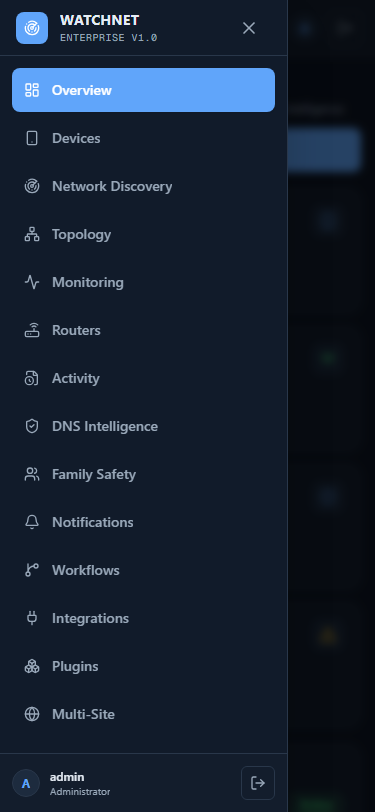 WATCHNET
ENTERPRISE V1.0
Overview
Devices
Network Discovery
Topology
Monitoring
Routers
Activity
DNS Intelligence
Family Safety
Notifications
Workflows
Integrations
Plugins
Multi-Site
A
admin
Administrator